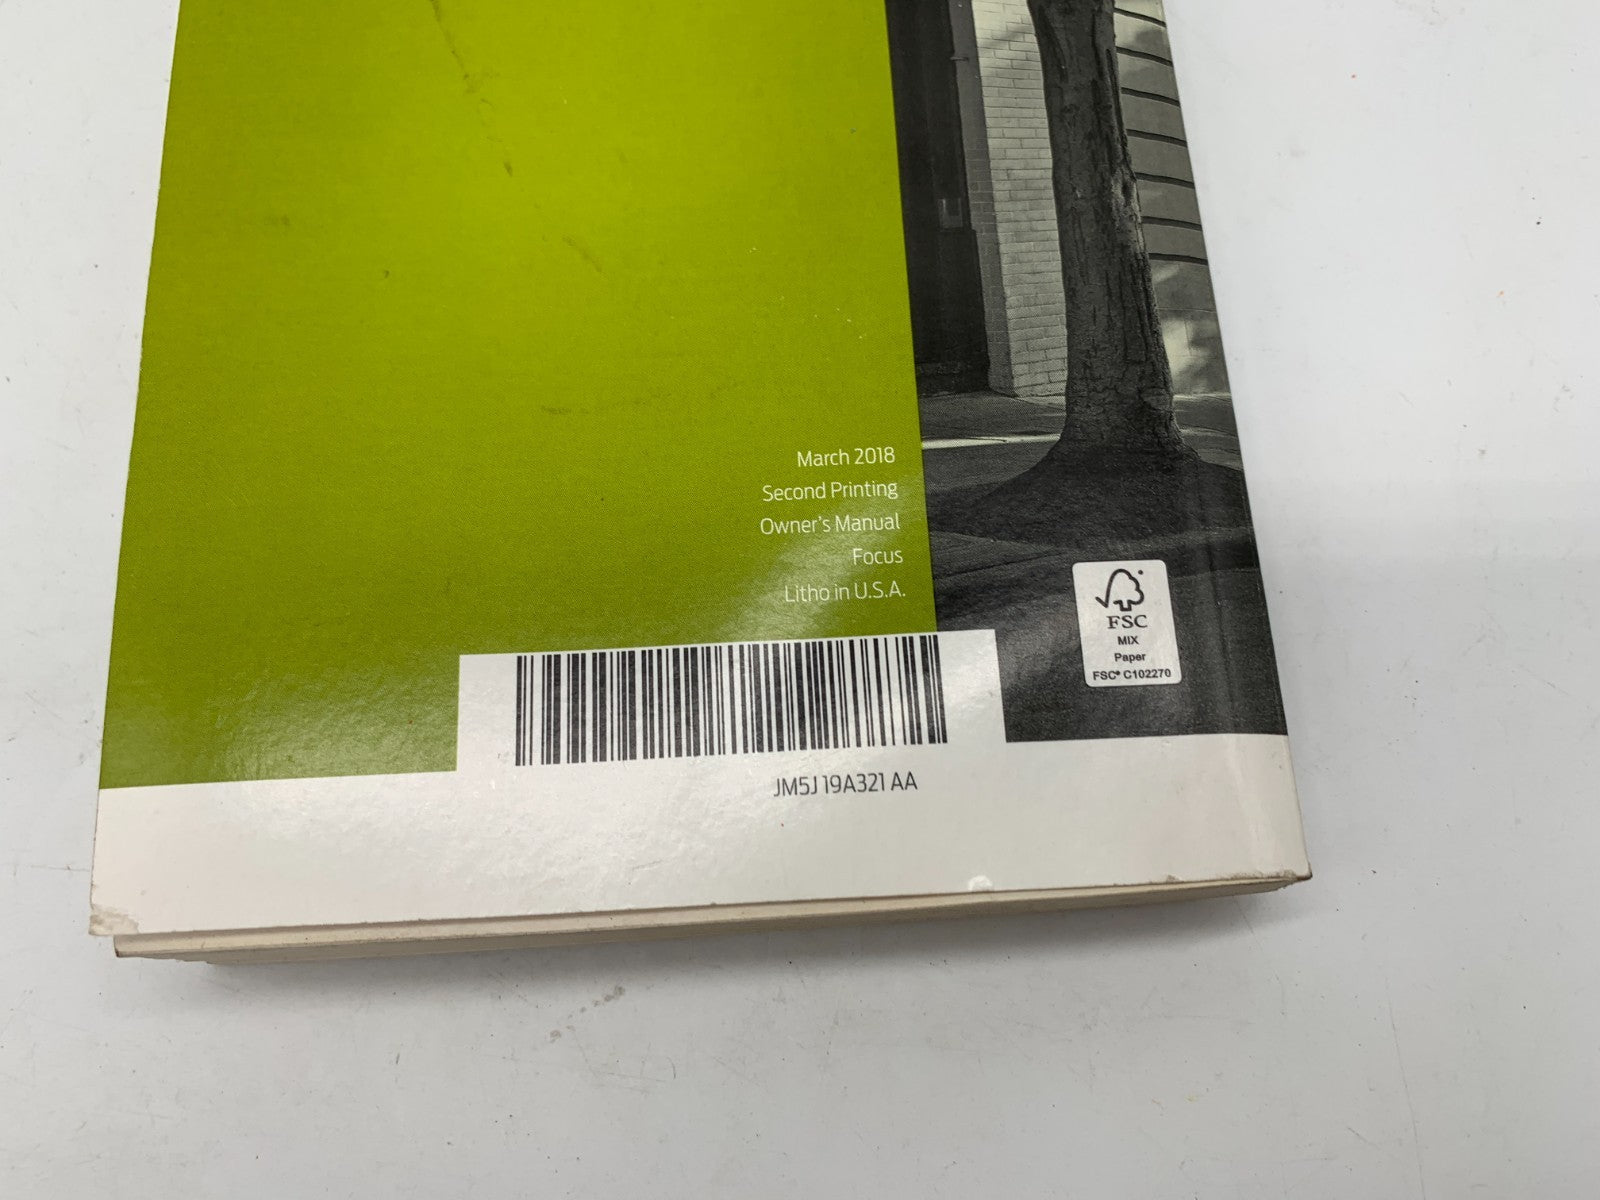 March 2018
Second Printing
Owner's Manual
Focus
Litho in U.S.A.
FSC
MIX
Paper
FSC® C102270
JM5J 19A321 AA